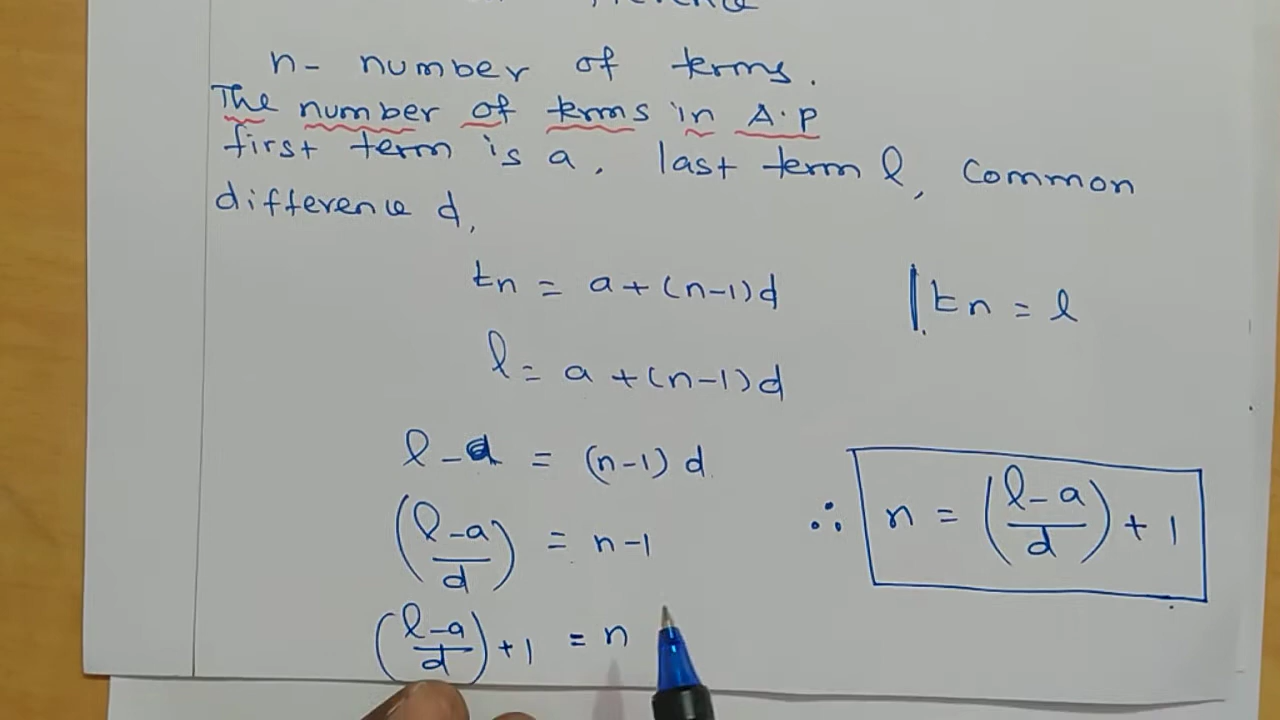 n- number of terms.
The number of terms in A.P
first term is a, last term l, common
difference d,
tn = a+(n-1)d | tn = l
l = a+(n-1)d
l-a = (n-1)d
(l-a/d) = n-1
∴ n = (l-a/d) + 1
(l-a/d) + 1 = n